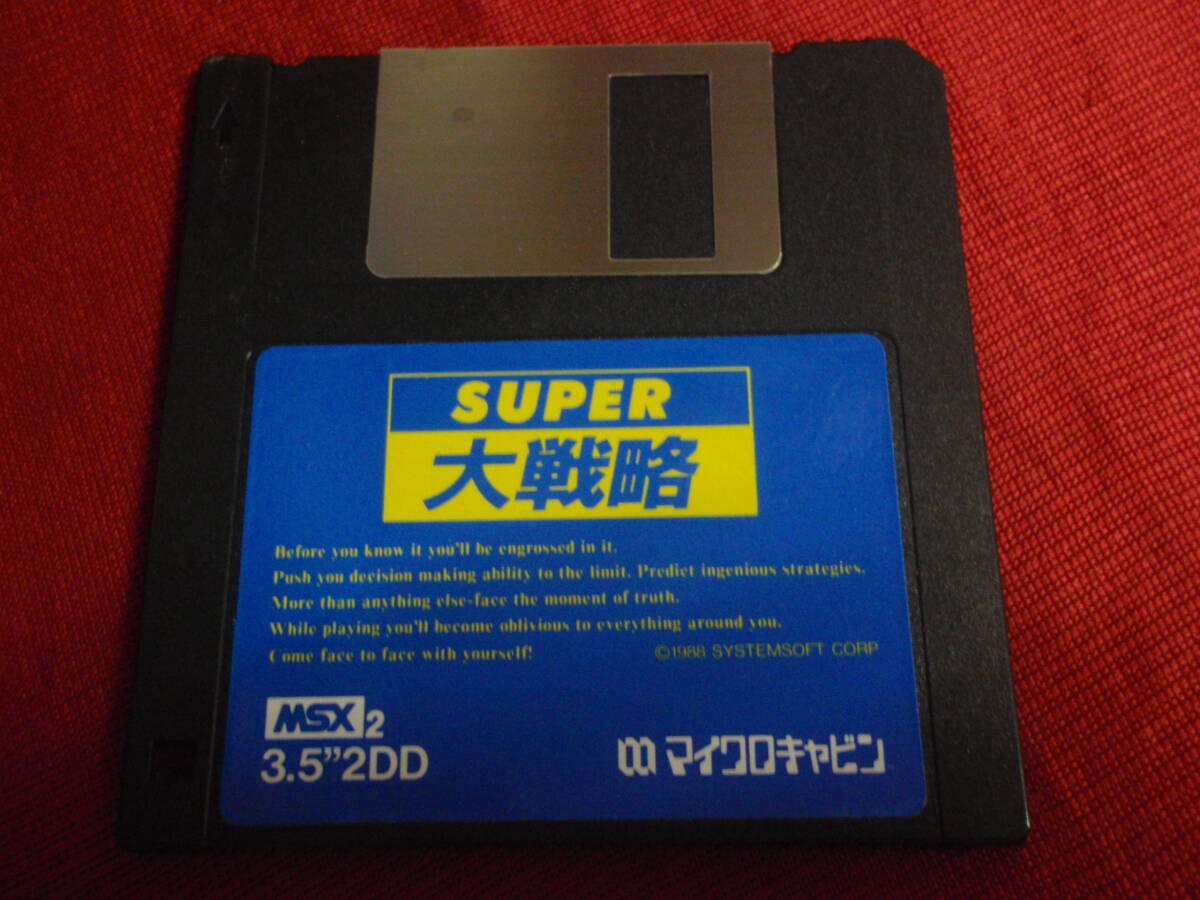 SUPER
大戦略
Before you know it you'll be engrossed in it.
Push you decision making ability to the limit. Predict ingenious strategies.
More than anything else-face the moment of truth.
While playing you'll become oblivious to everything around you.
Come face to face with yourself!
©1988 SYSTEMSOFT CORP
MSX2
3.5”2DD
マイクロキャビン